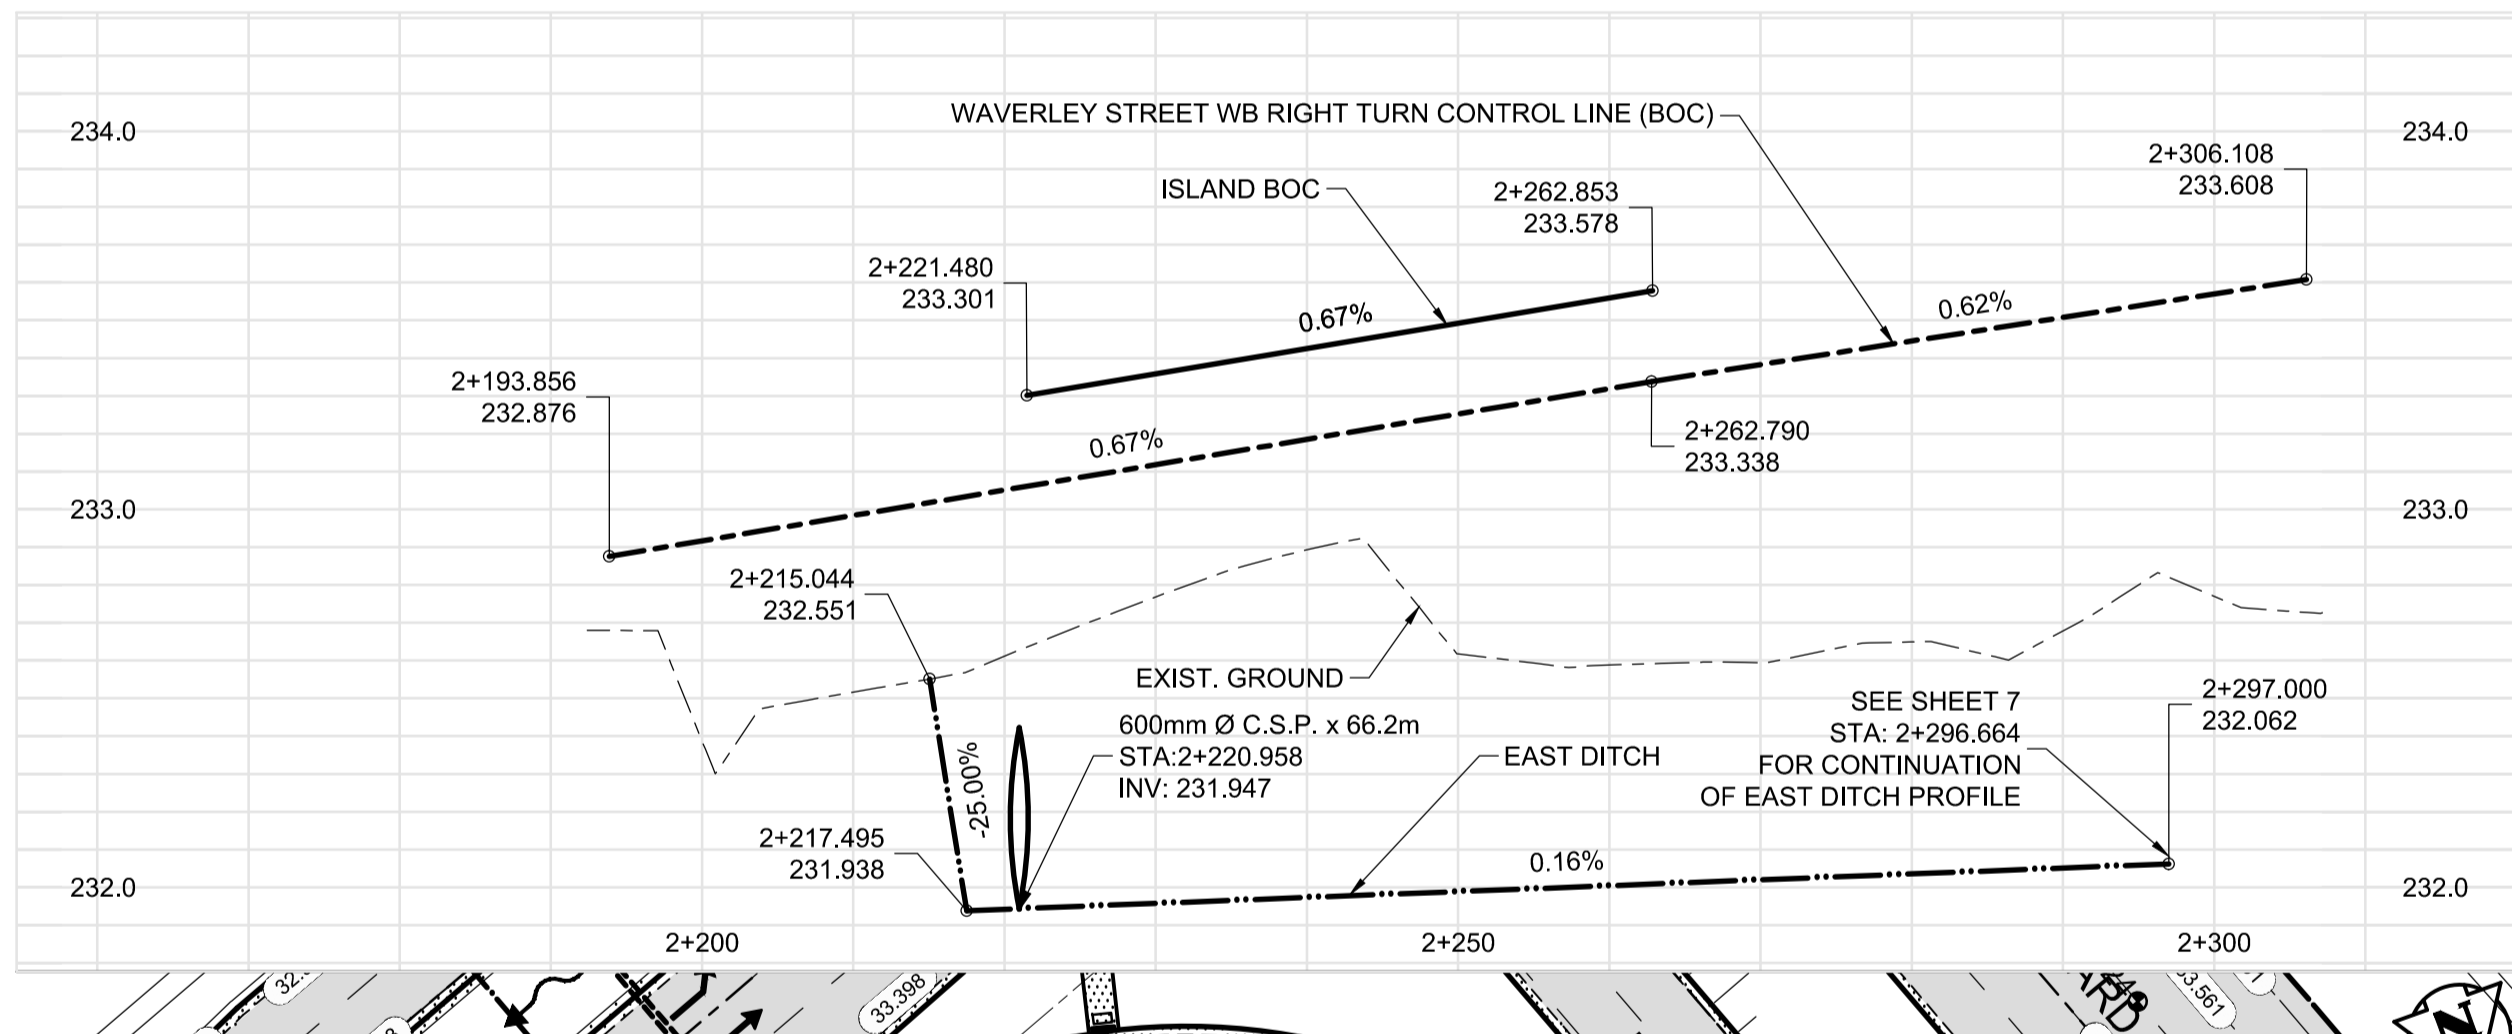 WAVERLEY STREET WB RIGHT TURN CONTROL LINE (BOC)
234.0
234.0
2+306.108
233.608
ISLAND BOC
2+262.853
233.578
2+221.480
233.301
0.67%
0.62%
2+193.856
232.876
0.67%
2+262.790
233.338
233.0
233.0
2+215.044
232.551
EXIST. GROUND
SEE SHEET 7
STA: 2+296.664
FOR CONTINUATION
OF EAST DITCH PROFILE
2+297.000
232.062
600mm Ø C.S.P. x 66.2m
STA:2+220.958
INV: 231.947
EAST DITCH
-25.00%
2+217.495
231.938
0.16%
232.0
232.0
2+200
2+250
2+300
33.398
33.561